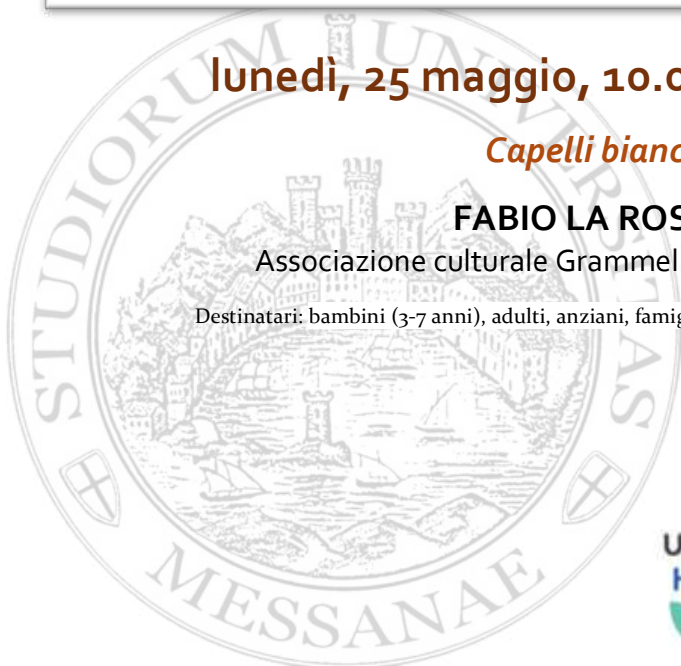 lunedì, 25 maggio, 10.0
Capelli bianc
FABIO LA ROS
Associazione culturale Grammel
Destinatari: bambini (3-7 anni), adulti, anziani, famig
STUDIORUM UNIVERSITAS
MESSANAE
U
H